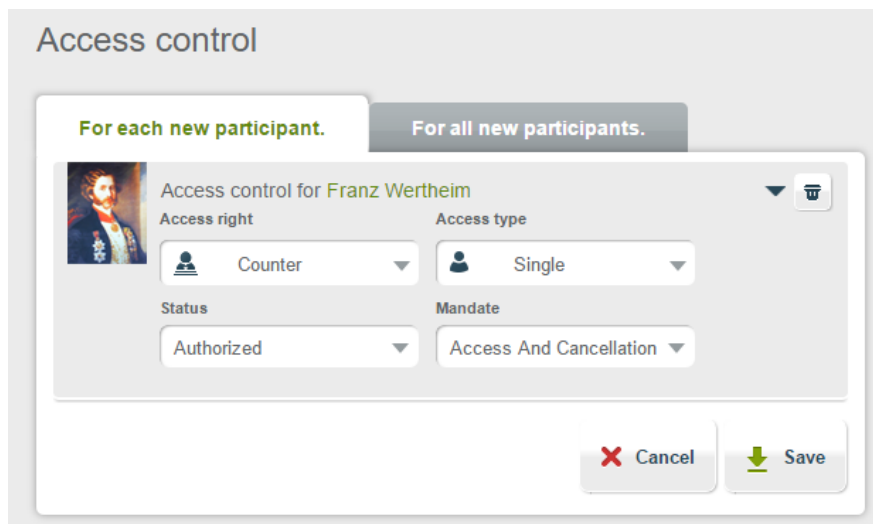 Access control
For each new participant.
For all new participants.
Access control for Franz Wertheim
Access right
Access type
Counter
Single
Status
Mandate
Authorized
Access And Cancellation
Cancel
Save